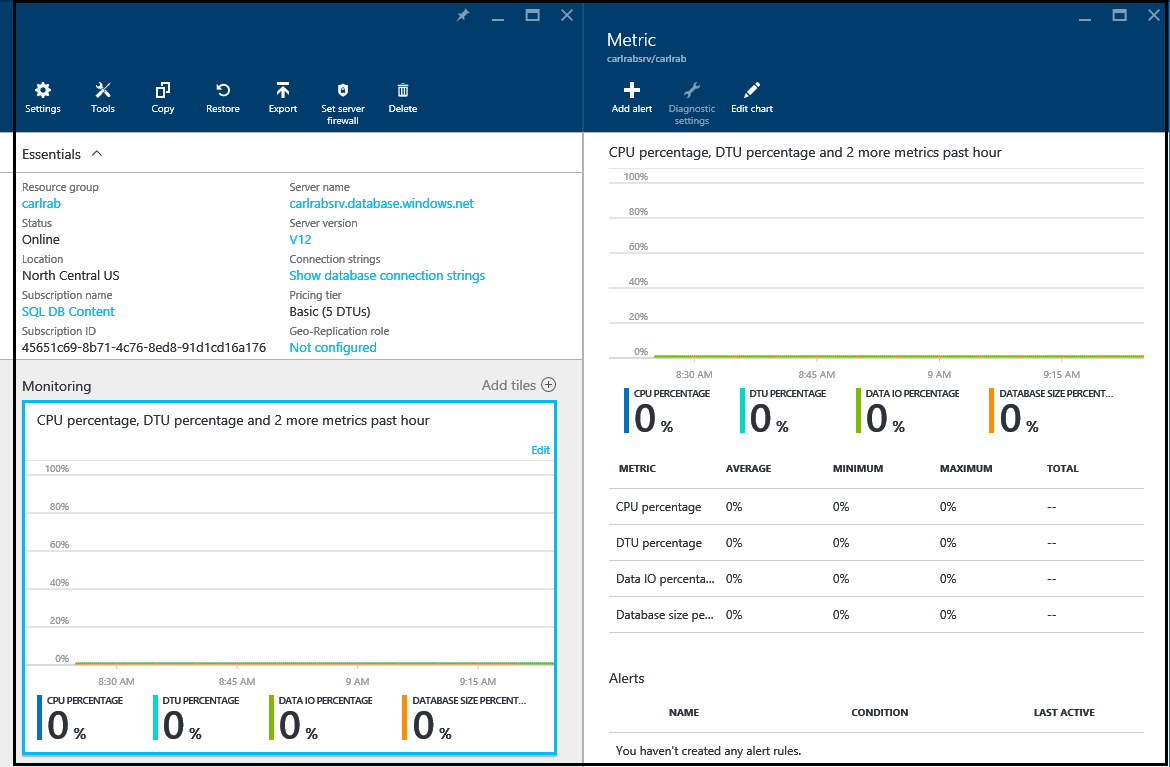 Settings
Tools
Copy
Restore
Export
Set server
firewall
Delete
Essentials
Resource group
carlrab
Status
Online
Location
North Central US
Subscription name
SQL DB Content
Subscription ID
45651c69-8b71-4c76-8ed8-91d1cd16a176
Server name
carlrabsrv.database.windows.net
Server version
V12
Connection strings
Show database connection strings
Pricing tier
Basic (5 DTUs)
Geo-Replication role
Not configured
Monitoring
Add tiles
CPU percentage, DTU percentage and 2 more metrics past hour
Edit
100%
80%
60%
40%
20%
0%
8:30 AM 8:45 AM 9 AM 9:15 AM
CPU PERCENTAGE
0 %
DTU PERCENTAGE
0 %
DATA IO PERCENTAGE
0 %
DATABASE SIZE PERCENT...
0 %
Metric
carlrabsrv/carlrab
Add alert
Diagnostic
settings
Edit chart
CPU percentage, DTU percentage and 2 more metrics past hour
100%
80%
60%
40%
20%
0%
8:30 AM 8:45 AM 9 AM 9:15 AM
CPU PERCENTAGE
0 %
DTU PERCENTAGE
0 %
DATA IO PERCENTAGE
0 %
DATABASE SIZE PERCENT...
0 %
METRIC AVERAGE MINIMUM MAXIMUM TOTAL
CPU percentage 0% 0% 0% --
DTU percentage 0% 0% 0% --
Data IO percenta... 0% 0% 0% --
Database size pe... 0% 0% 0% --
Alerts
NAME CONDITION LAST ACTIVE
You haven't created any alert rules.